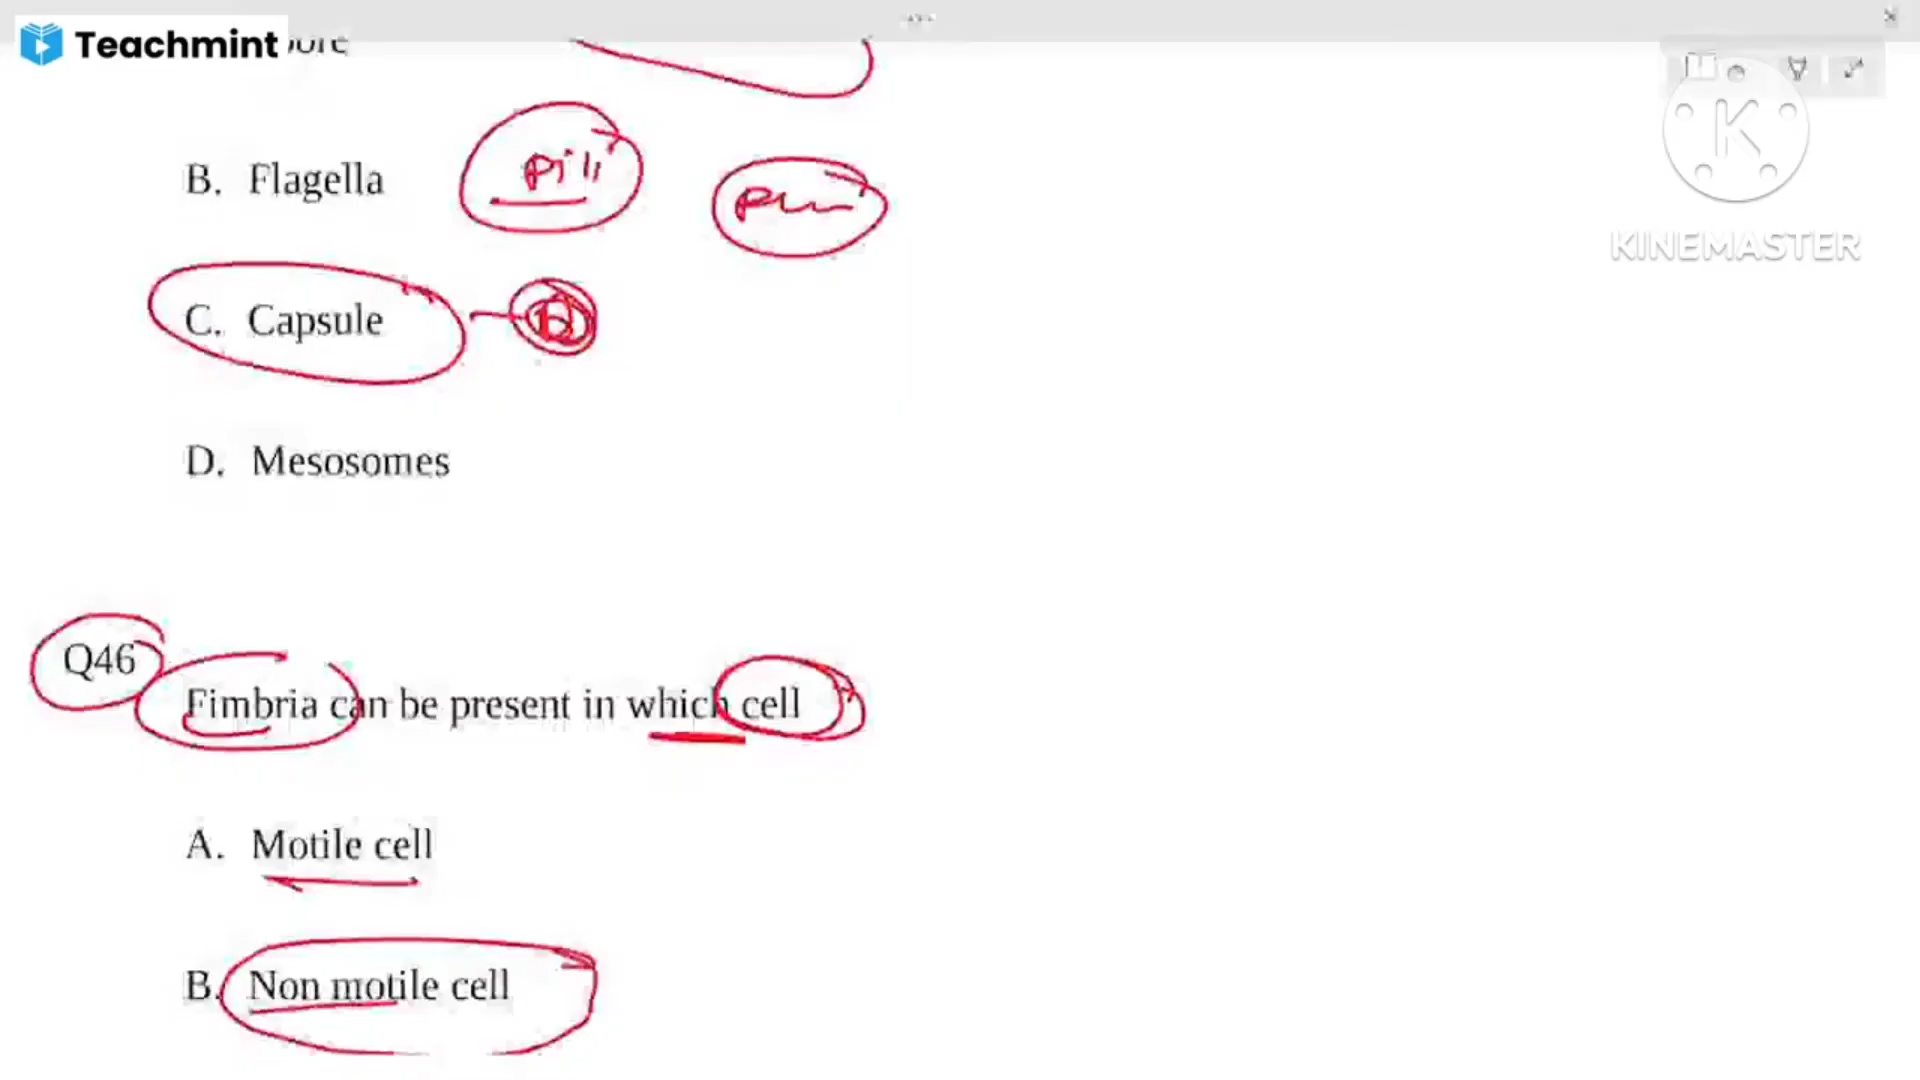 Teachmint
B. Flagella
Pili
C. Capsule
D. Mesosomes
KINEMASTER
Q46
Fimbria can be present in which cell
A. Motile cell
B. Non motile cell